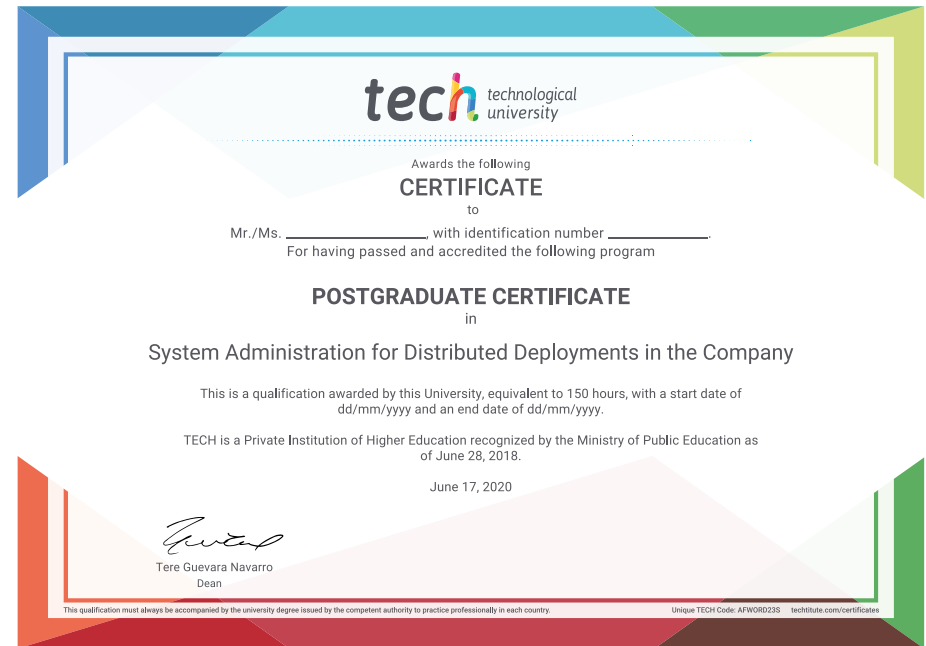 tech technological
university
Awards the following
CERTIFICATE
to
Mr./Ms. ____________, with identification number ____________.
For having passed and accredited the following program
POSTGRADUATE CERTIFICATE
in
System Administration for Distributed Deployments in the Company
This is a qualification awarded by this University, equivalent to 150 hours, with a start date of
dd/mm/yyyy and an end date of dd/mm/yyyy.
TECH is a Private Institution of Higher Education recognized by the Ministry of Public Education as
of June 28, 2018.
June 17, 2020
Tere Guevara Navarro
Dean
This qualification must always be accompanied by the university degree issued by the competent authority to practice professionally in each country.
Unique TECH Code: AFWORD23S techtitute.com/certificates